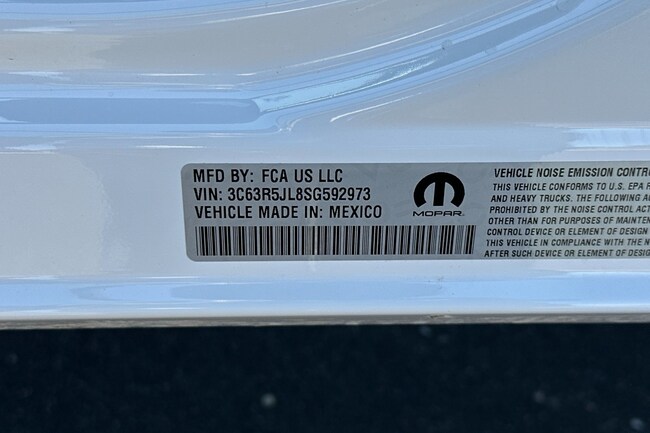 MFD BY: FCA US LLC
VIN: 3C63R5JL8SG592973
VEHICLE MADE IN: MEXICO
MOPAR
VEHICLE NOISE EMISSION CONTRO
THIS VEHICLE CONFORMS TO U.S. EPA R
AND HEAVY TRUCKS. THE FOLLOWING AC
PROHIBITED BY THE NOISE CONTROL ACT
OTHER THAN FOR PURPOSES OF MAINTEN
CONTROL DEVICE OR ELEMENT OF DESIGN
THIS VEHICLE IN COMPLIANCE WITH THE N
AFTER SUCH DEVICE OR ELEMENT OF DESIG